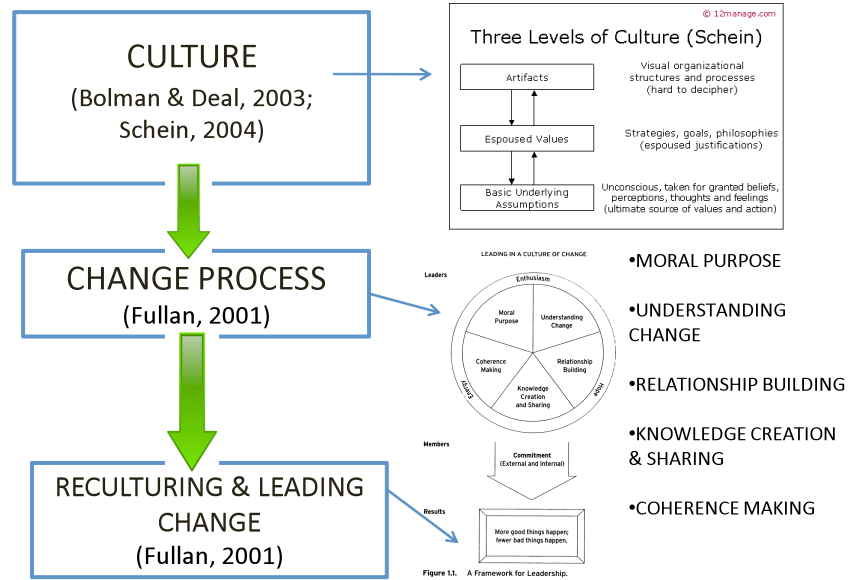 CULTURE
(Bolman & Deal, 2003;
Schein, 2004)
CHANGE PROCESS
(Fullan, 2001)
RECULTURING & LEADING
CHANGE
(Fullan, 2001)
© 12manage.com
Three Levels of Culture (Schein)
Artifacts
Visual organizational
structures and processes
(hard to decipher)
Espoused Values
Strategies, goals, philosophies
(espoused justifications)
Basic Underlying
Assumptions
Unconscious, taken for granted beliefs,
perceptions, thoughts and feelings
(ultimate source of values and action)
LEADING IN A CULTURE OF CHANGE
Leaders
Enthusiasm
Moral
Purpose
Understanding
Change
Coherence
Making
Relationship
Building
Knowledge
Creation
and Sharing
Energy
Hope
Members
Commitment
(External and Internal)
Results
More good things happen;
fewer bad things happen.
Figure 1.1. A Framework for Leadership.
•MORAL PURPOSE
•UNDERSTANDING
CHANGE
•RELATIONSHIP BUILDING
•KNOWLEDGE CREATION
& SHARING
•COHERENCE MAKING